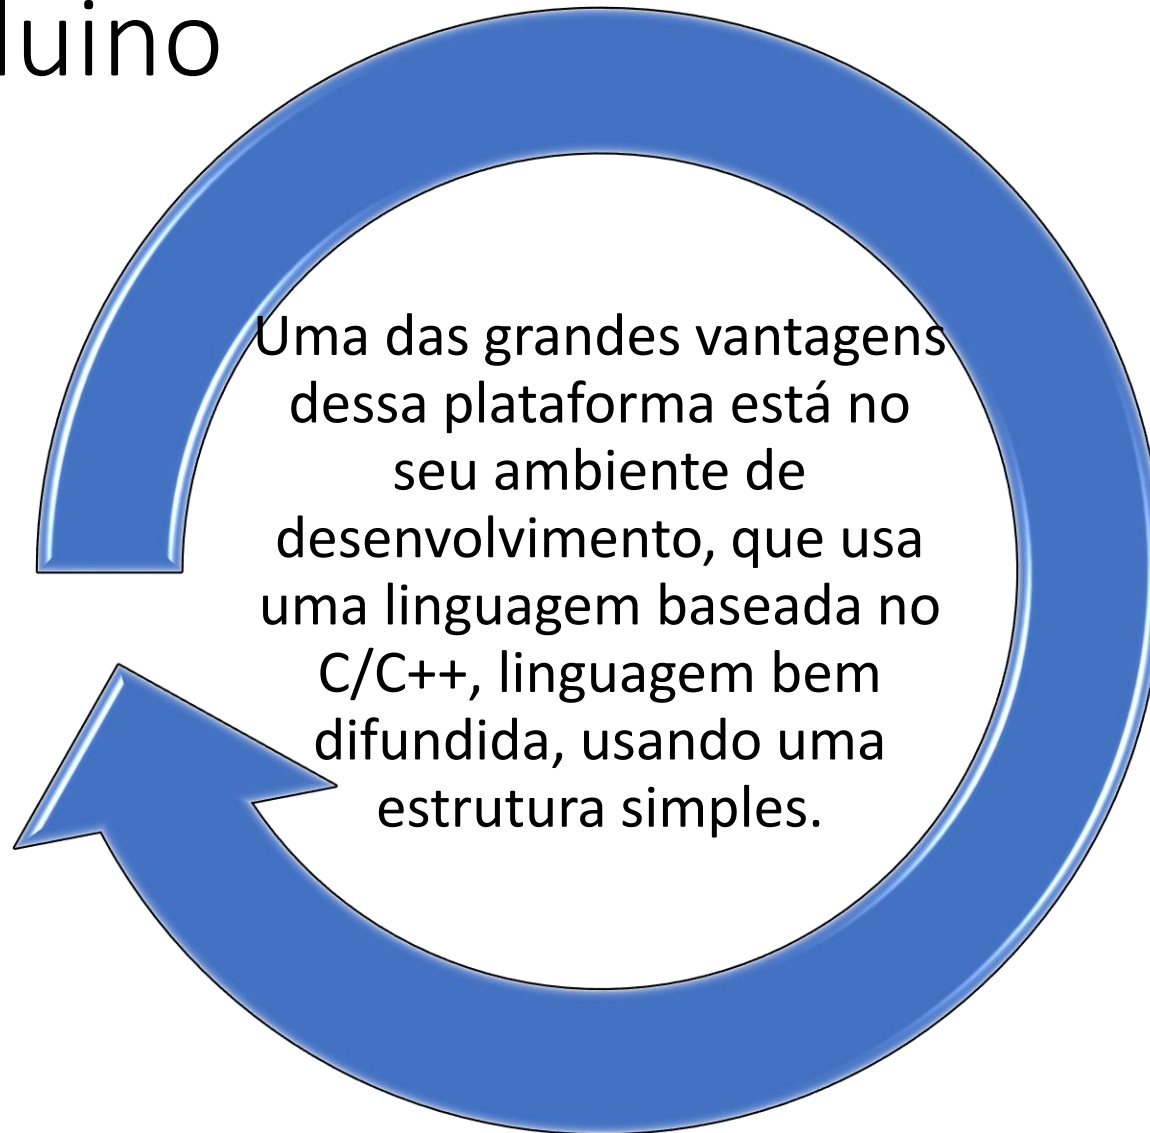 duino
Uma das grandes vantagens
dessa plataforma está no
seu ambiente de
desenvolvimento, que usa
uma linguagem baseada no
C/C++, linguagem bem
difundida, usando uma
estrutura simples.